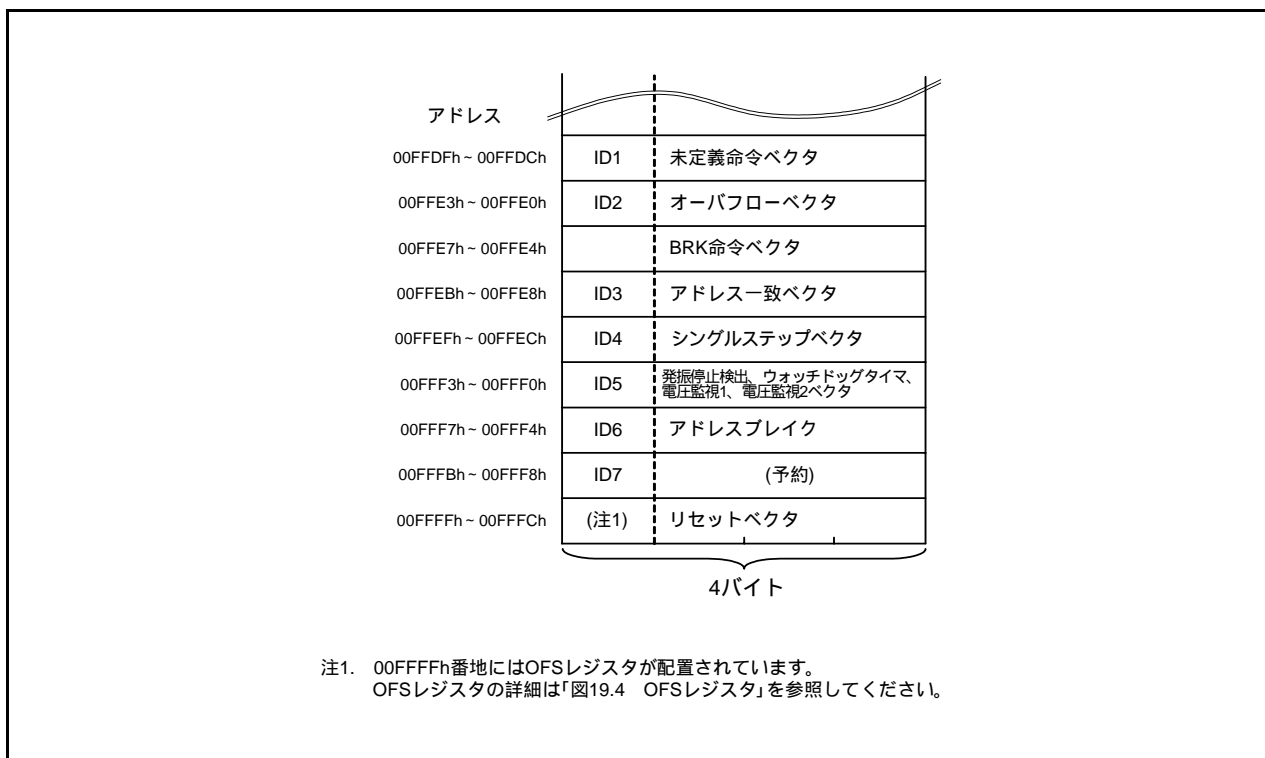 アドレス
00FFDFh ~ 00FFDCh ID1 未定義命令ベクタ
00FFE3h ~ 00FFE0h ID2 オーバフローベクタ
00FFE7h ~ 00FFE4h BRK命令ベクタ
00FFEBh ~ 00FFE8h ID3 アドレス一致ベクタ
00FFEFh ~ 00FFECh ID4 シングルステップベクタ
00FFF3h ~ 00FFF0h ID5 発振停止検出、ウォッチドッグタイマ、
電圧監視1、電圧監視2ベクタ
00FFF7h ~ 00FFF4h ID6 アドレスブレイク
00FFFBh ~ 00FFF8h ID7 (予約)
00FFFFh ~ 00FFFCh (注1) リセットベクタ
4バイト
注1. 00FFFFh番地にはOFSレジスタが配置されています。
OFSレジスタの詳細は「図19.4 OFSレジスタ」を参照してください。